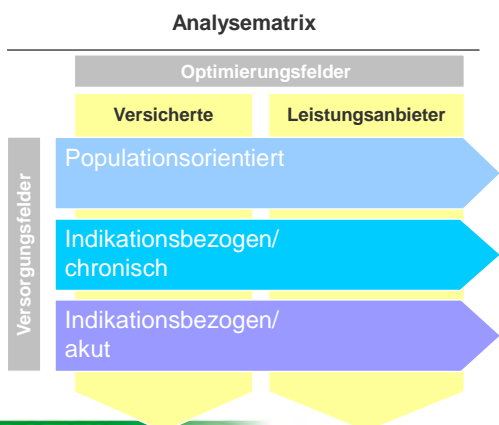 Analysematrix
Optimierungsfelder
Versicherte
Leistungsanbieter
Versorgungsfelder
Populationsorientiert
Indikationsbezogen/
chronisch
Indikationsbezogen/
akut